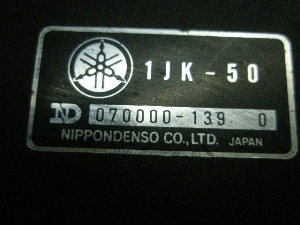 1JK-50
ND 070000-139 0
NIPPONDENSO CO., LTD. JAPAN